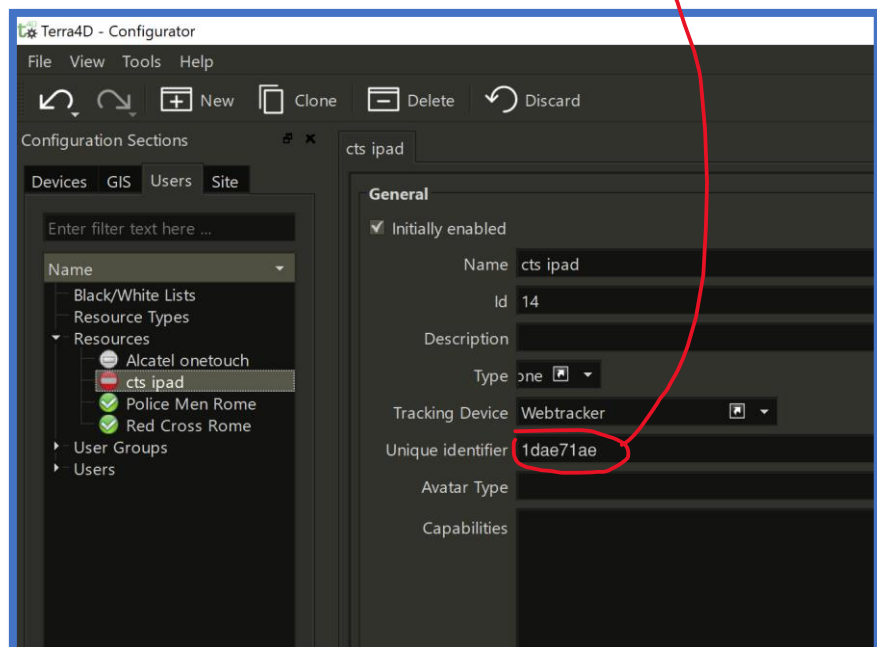 Terra4D - Configurator
File View Tools Help
New Clone Delete Discard
Configuration Sections
Devices GIS Users Site
Enter filter text here ...
Name
Black/White Lists
Resource Types
Resources
Alcatel onetouch
cts ipad
Police Men Rome
Red Cross Rome
User Groups
Users
cts ipad
General
Initially enabled
Name cts ipad
Id 14
Description
Type one
Tracking Device Webtracker
Unique identifier 1dae71ae
Avatar Type
Capabilities